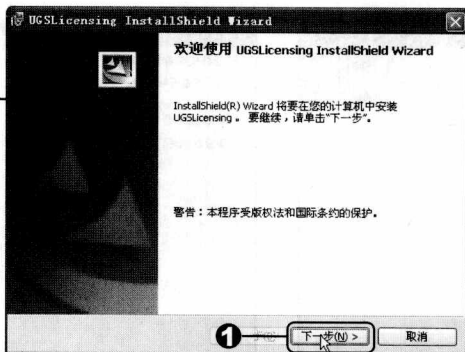 UGSLicensing InstallShield Wizard
欢迎使用 UGSLicensing InstallShield Wizard
InstallShield(R) Wizard 将要在您的计算机中安装
UGSLicensing 。 要继续，请单击“下一步”。
警告：本程序受版权法和国际条约的保护。
1
下一步(N) >
取消